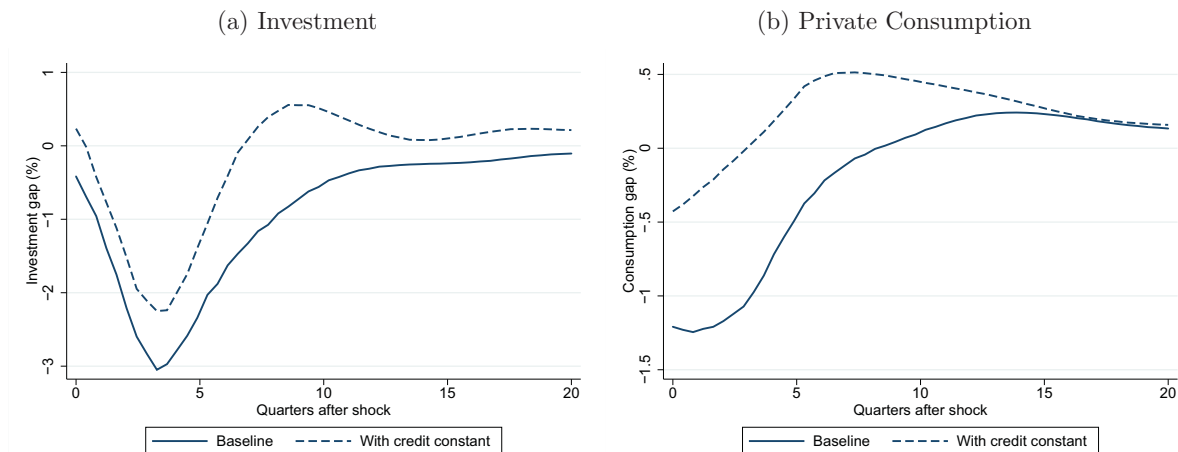 (a) Investment
Investment gap (%)
1
0
−1
−2
−3
0 5 10 15 20
Quarters after shock
Baseline With credit constant
(b) Private Consumption
Consumption gap (%)
.5
0
−.5
−1
−1.5
0 5 10 15 20
Quarters after shock
Baseline With credit constant